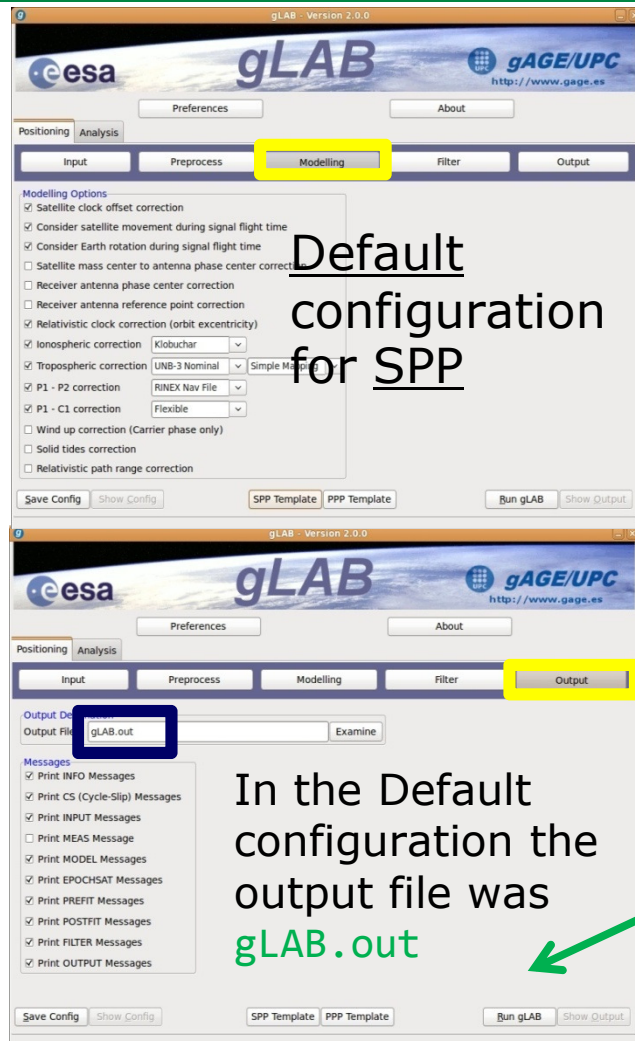 gLAB - Version 2.0.0
esa
gLAB
gAGE/UPC
http://www.gage.es
Preferences
About
Positioning Analysis
Input Preprocess Modelling Filter Output
Modelling Options
Satellite clock offset correction
Consider satellite movement during signal flight time
Consider Earth rotation during signal flight time
Satellite mass center to antenna phase center correction
Receiver antenna phase center correction
Receiver antenna reference point correction
Relativistic clock correction (orbit excentricity)
Ionospheric correction Klobuchar
Tropospheric correction UNB-3 Nominal Simple Mapping
P1 - P2 correction RINEX Nav File
P1 - C1 correction Flexible
Wind up correction (Carrier phase only)
Solid tides correction
Relativistic path range correction
Default
configuration
for SPP
Save Config Show Config SPP Template PPP Template Run gLAB Show Output
gLAB - Version 2.0.0
esa
gLAB
gAGE/UPC
http://www.gage.es
Preferences
About
Positioning Analysis
Input Preprocess Modelling Filter Output
Output File gLAB.out Examine
Messages
Print INFO Messages
Print CS (Cycle-Slip) Messages
Print INPUT Messages
Print MEAS Message
Print MODEL Messages
Print EPOCHSAT Messages
Print PREFIT Messages
Print POSTFIT Messages
Print FILTER Messages
Print OUTPUT Messages
In the Default
configuration the
output file was
gLAB.out
Save Config Show Config SPP Template PPP Template Run gLAB Show Output